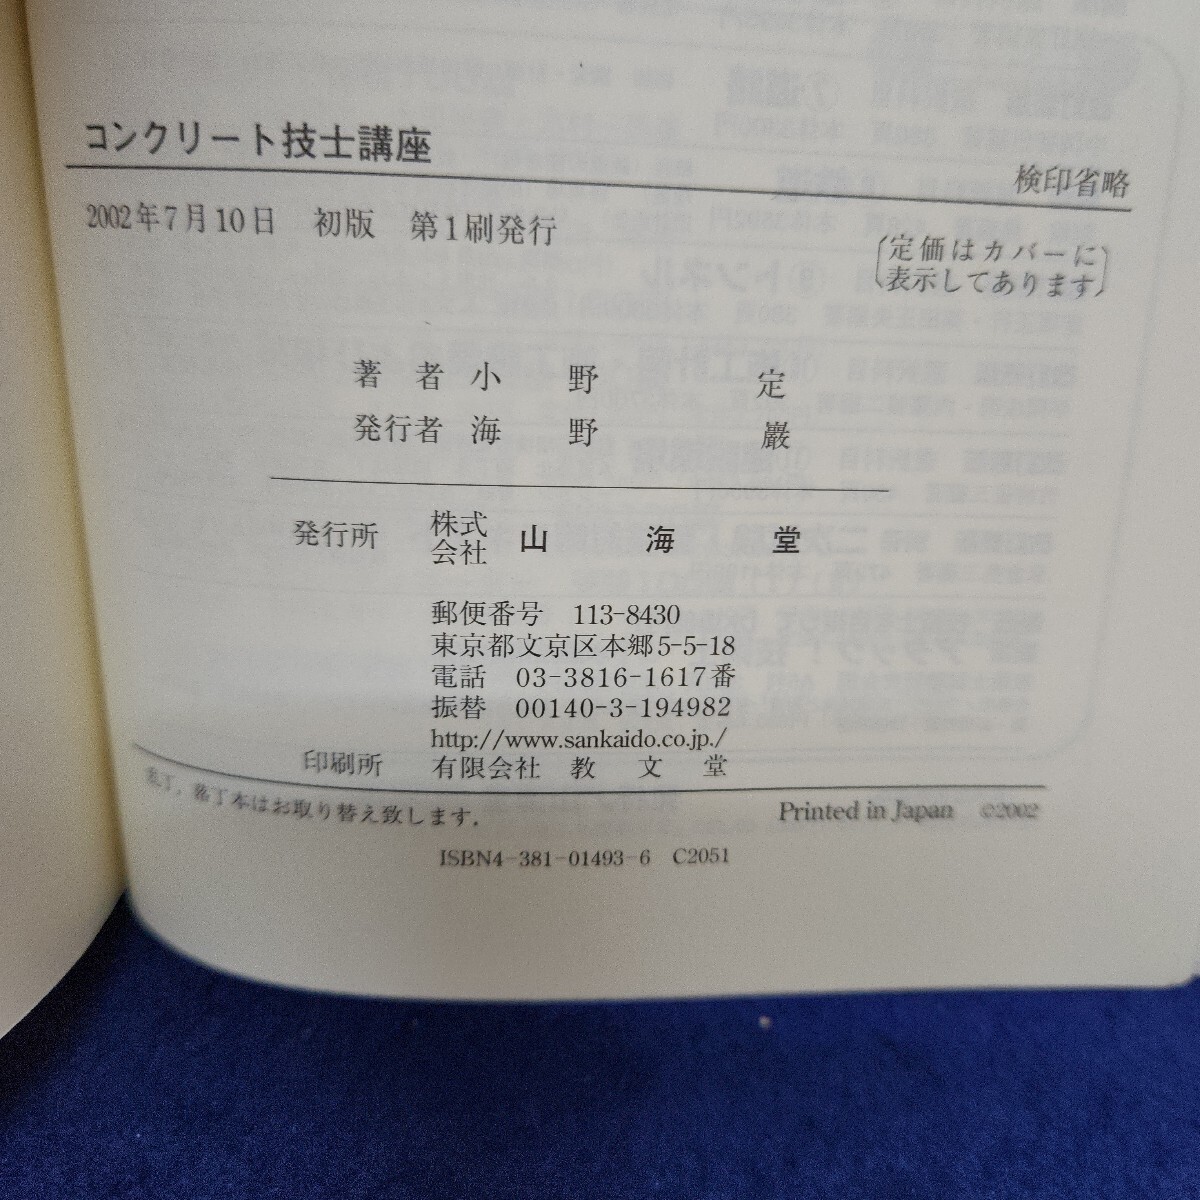 コンクリート技士講座
検印省略
2002年7月10日　初版　第1刷発行
定価はカバーに
表示してあります
著　者　小　野　定
発行者　海　野　巌
発行所　株式会社　山　海　堂
郵便番号　113-8430
東京都文京区本郷5-5-18
電話　03-3816-1617番
振替　00140-3-194982
http://www.sankaido.co.jp./
印刷所　有限会社　教　文　堂
乱丁，落丁本はお取り替え致します．
Printed in Japan　©2002
ISBN4-381-01493-6　C2051